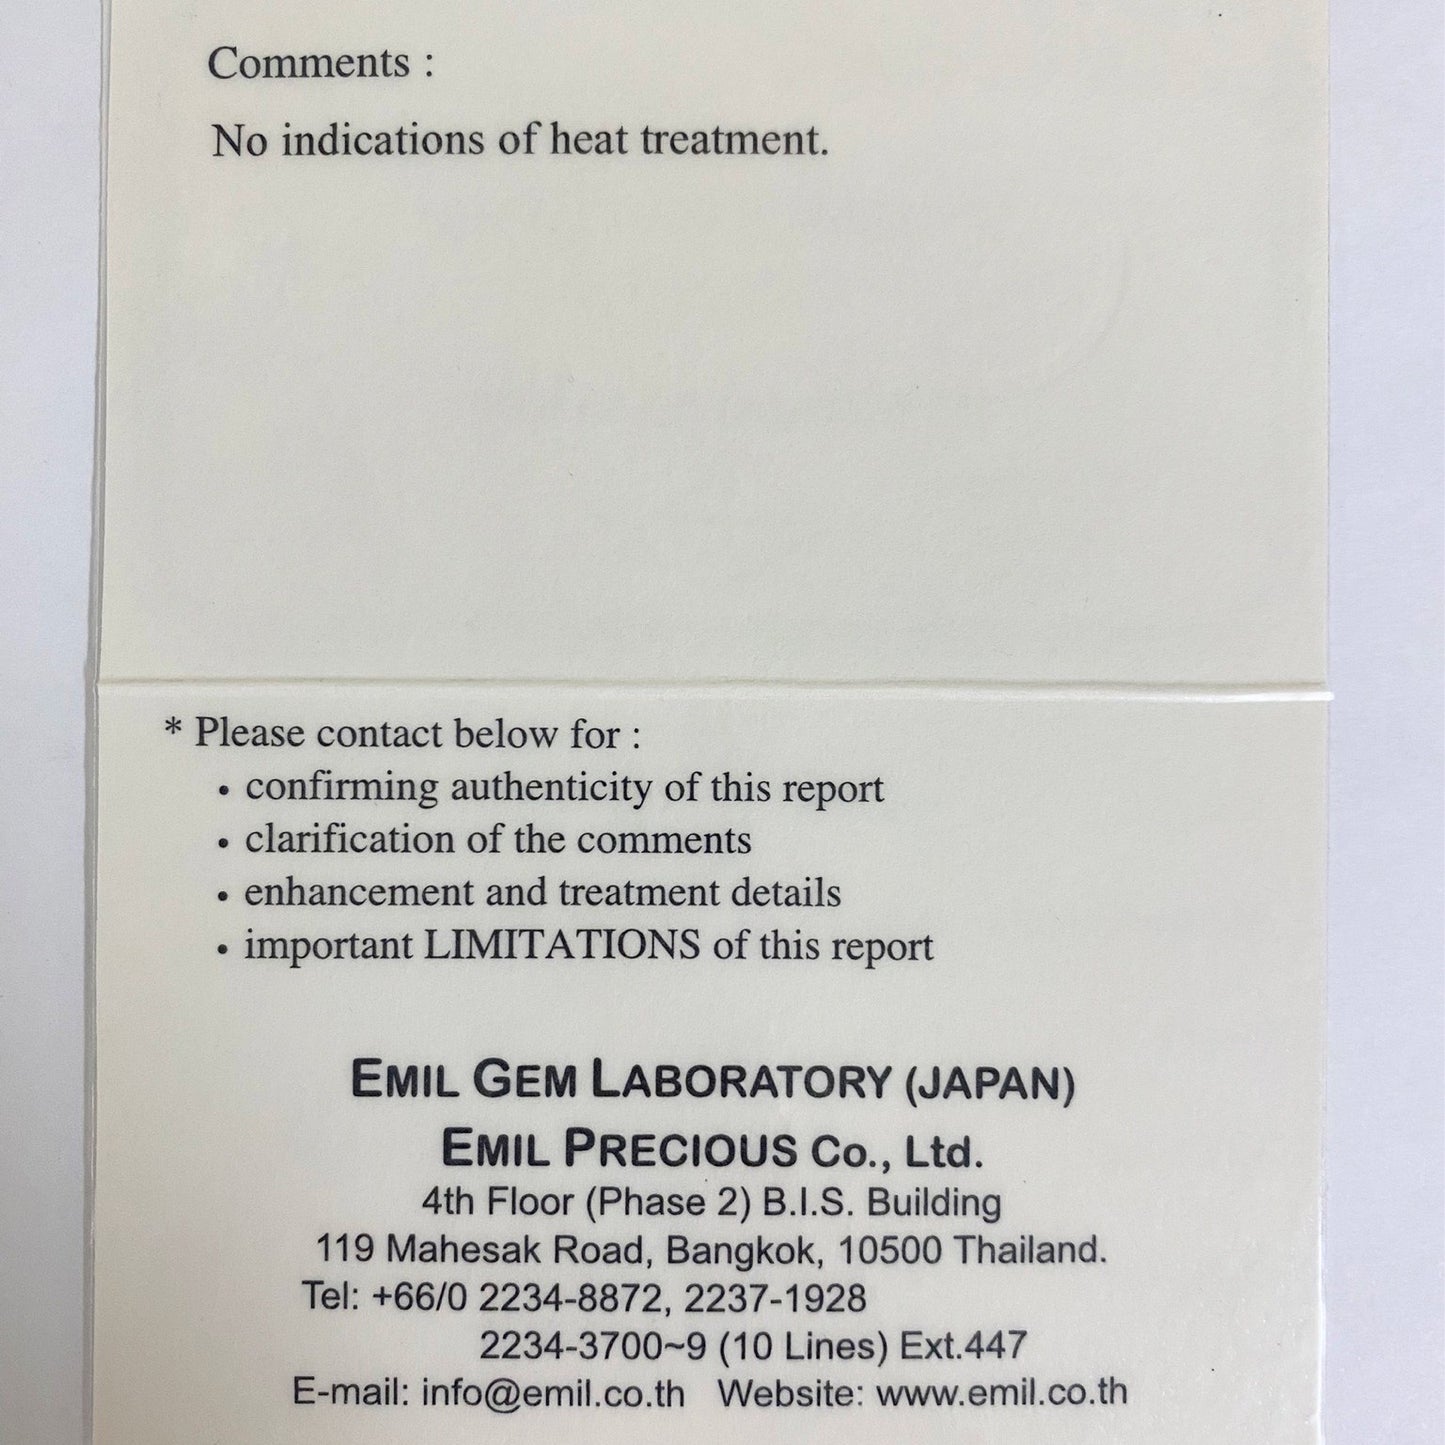 Comments :
No indications of heat treatment.
* Please contact below for :
• confirming authenticity of this report
• clarification of the comments
• enhancement and treatment details
• important LIMITATIONS of this report
EMIL GEM LABORATORY (JAPAN)
EMIL PRECIOUS Co., Ltd.
4th Floor (Phase 2) B.I.S. Building
119 Mahesak Road, Bangkok, 10500 Thailand.
Tel: +66/0 2234-8872, 2237-1928
2234-3700~9 (10 Lines) Ext.447
E-mail: info@emil.co.th Website: www.emil.co.th